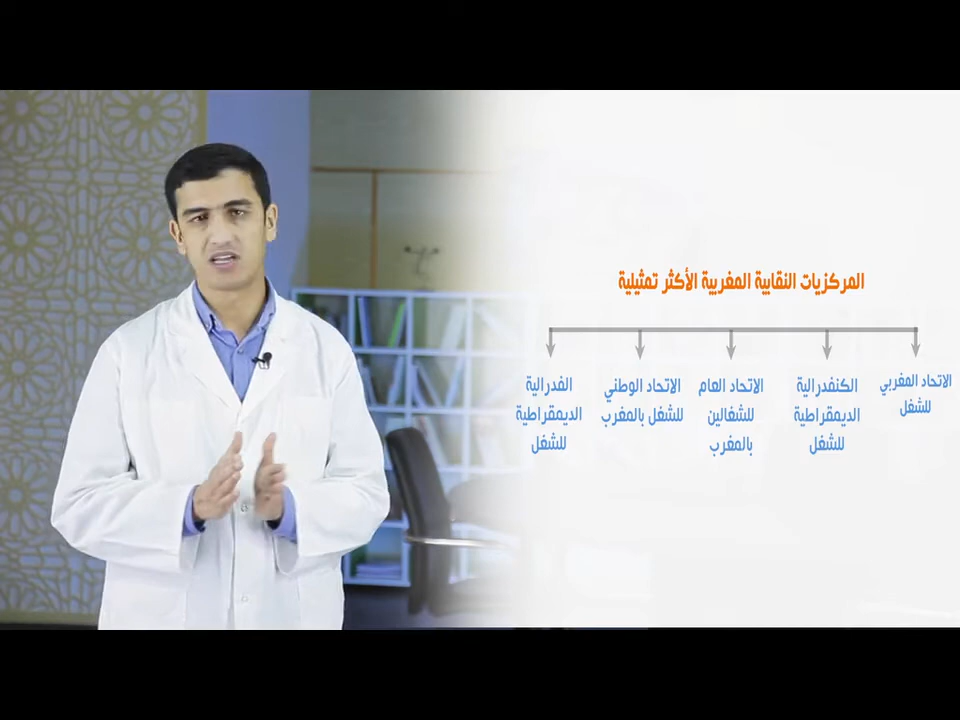 المركزيات النقابية المغربية الأكثر تمثيلية
الاتحاد المغربي
للشغل
الكنفدرالية
الديمقراطية
للشغل
الاتحاد العام
للشغالين
بالمغرب
الاتحاد الوطني
للشغل بالمغرب
الفدرالية
الديمقراطية
للشغل